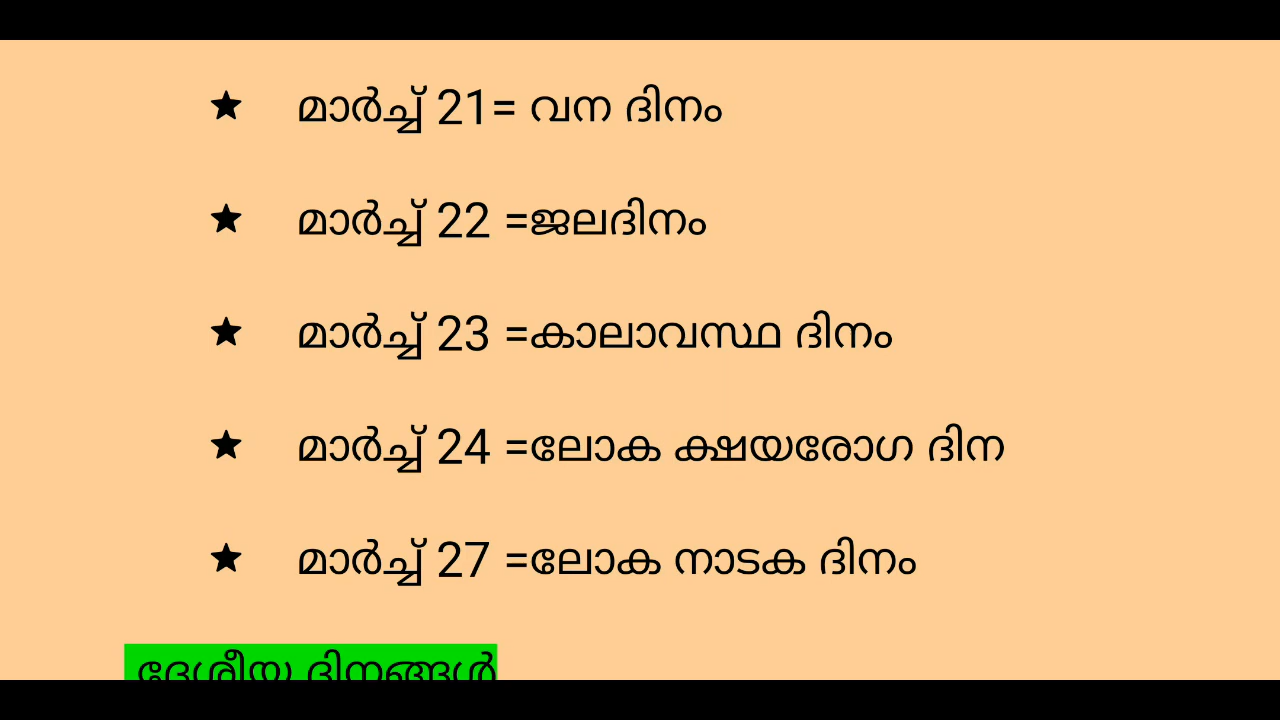 ★ മാർച്ച് 21= വന ദിനം
★ മാർച്ച് 22 =ജലദിനം
★ മാർച്ച് 23 =കാലാവസ്ഥ ദിനം
★ മാർച്ച് 24 =ലോക ക്ഷയരോഗ ദിന
★ മാർച്ച് 27 =ലോക നാടക ദിനം
ദേശീയ ദിനങ്ങൾ